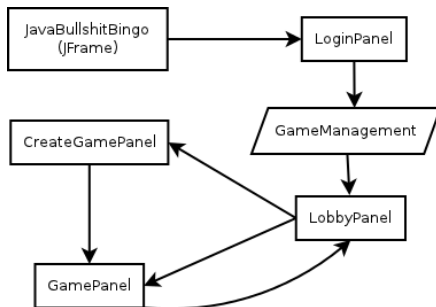 JavaBullshitBingo
(JFrame)
LoginPanel
GameManagement
CreateGamePanel
LobbyPanel
GamePanel